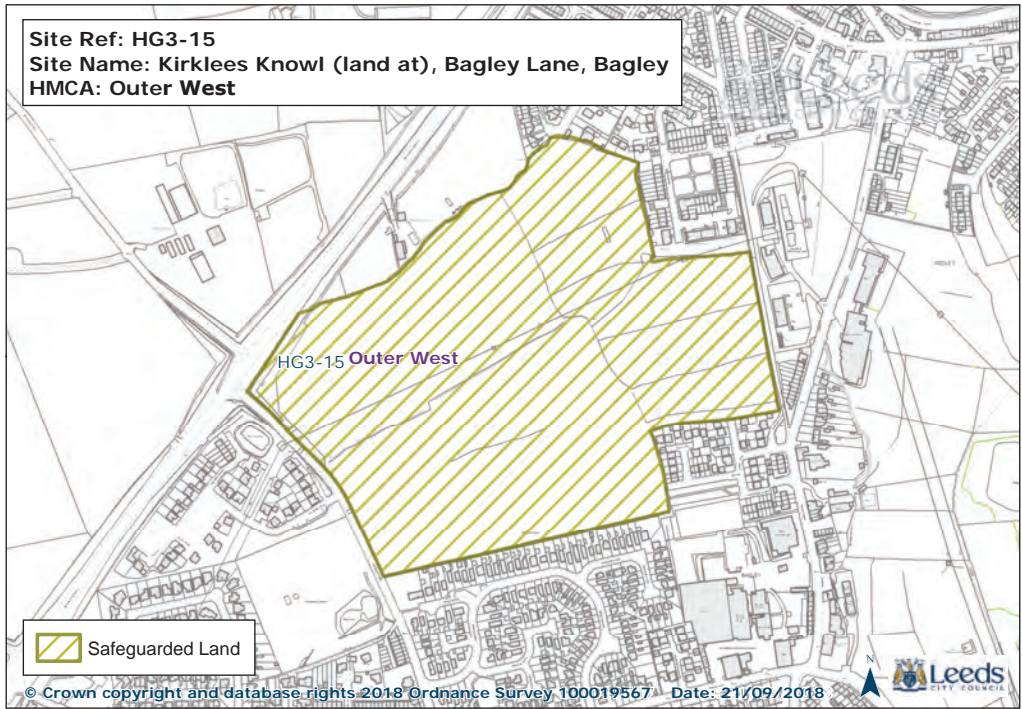 Site Ref: HG3-15
Site Name: Kirklees Knowl (land at), Bagley Lane, Bagley
HMCA: Outer West
HG3-15 Outer West
Safeguarded Land
© Crown copyright and database rights 2018 Ordnance Survey 100019567 Date: 21/09/2018
N
Leeds
CITY COUNCIL